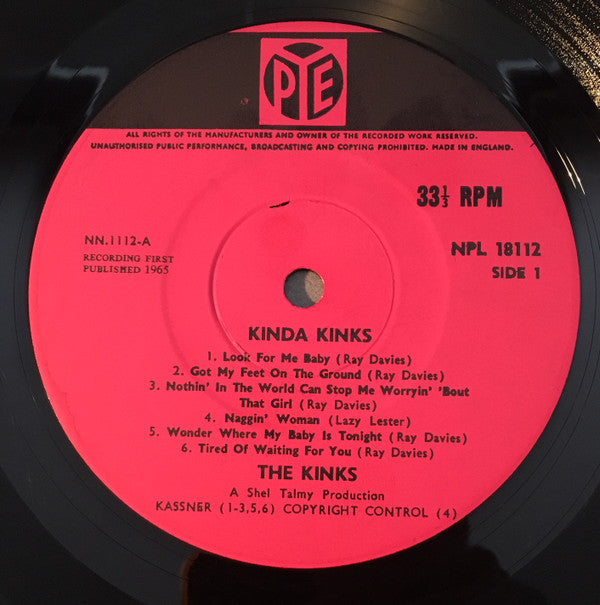 PYE
ALL RIGHTS OF THE MANUFACTURERS AND OWNER OF THE RECORDED WORK RESERVED.
UNAUTHORISED PUBLIC PERFORMANCE, BROADCASTING AND COPYING PROHIBITED. MADE IN ENGLAND.
33⅓ RPM
NN.1112-A
RECORDING FIRST
PUBLISHED 1965
NPL 18112
SIDE 1
KINDA KINKS
1. Look For Me Baby (Ray Davies)
2. Got My Feet On The Ground (Ray Davies)
3. Nothin' In The World Can Stop Me Worryin' 'Bout
That Girl (Ray Davies)
4. Naggin' Woman (Lazy Lester)
5. Wonder Where My Baby Is Tonight (Ray Davies)
6. Tired Of Waiting For You (Ray Davies)
THE KINKS
A Shel Talmy Production
KASSNER (1-3,5,6) COPYRIGHT CONTROL (4)